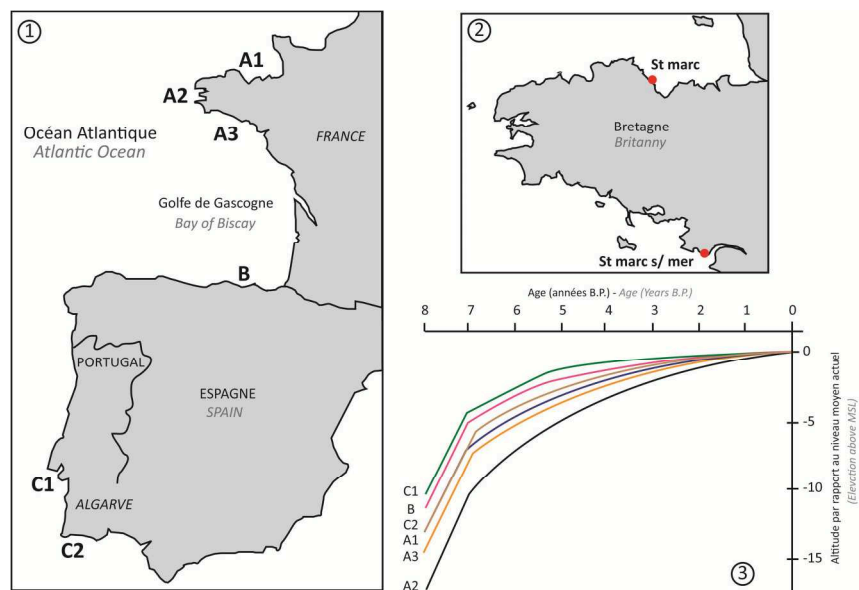 1
A1
A2
A3
Océan Atlantique
Atlantic Ocean
FRANCE
Golfe de Gascogne
Bay of Biscay
B
PORTUGAL
ESPAGNE
SPAIN
C1
ALGARVE
C2
2
St marc
Bretagne
Britanny
St marc s/ mer
Age (années B.P.) - Age (Years B.P.)
8 7 6 5 4 3 2 1 0
0
-5
-10
-15
C1
B
C2
A1
A3
A2
3
Altitude par rapport au niveau moyen actuel
(Elevction above MSL)